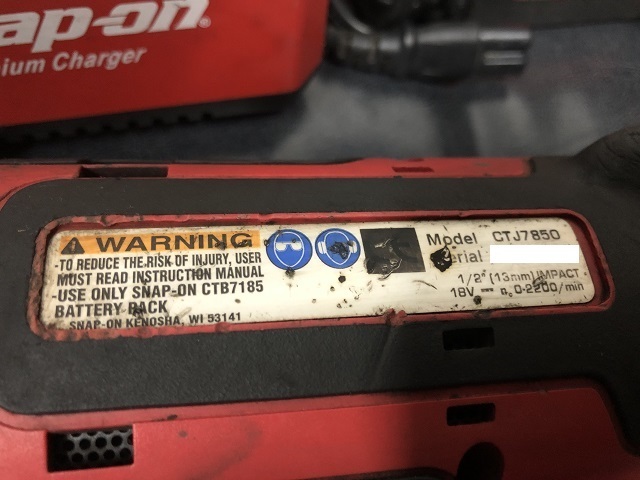 ap-on
ium Charger
WARNING
-TO REDUCE THE RISK OF INJURY, USER
MUST READ INSTRUCTION MANUAL
-USE ONLY SNAP-ON CTB7185
BATTERY PACK
SNAP-ON KENOSHA, WI 53141
Model CTJ7850
erial
1/2" (13mm) IMPACT
18V ⎓ n₀ 0-2200/min